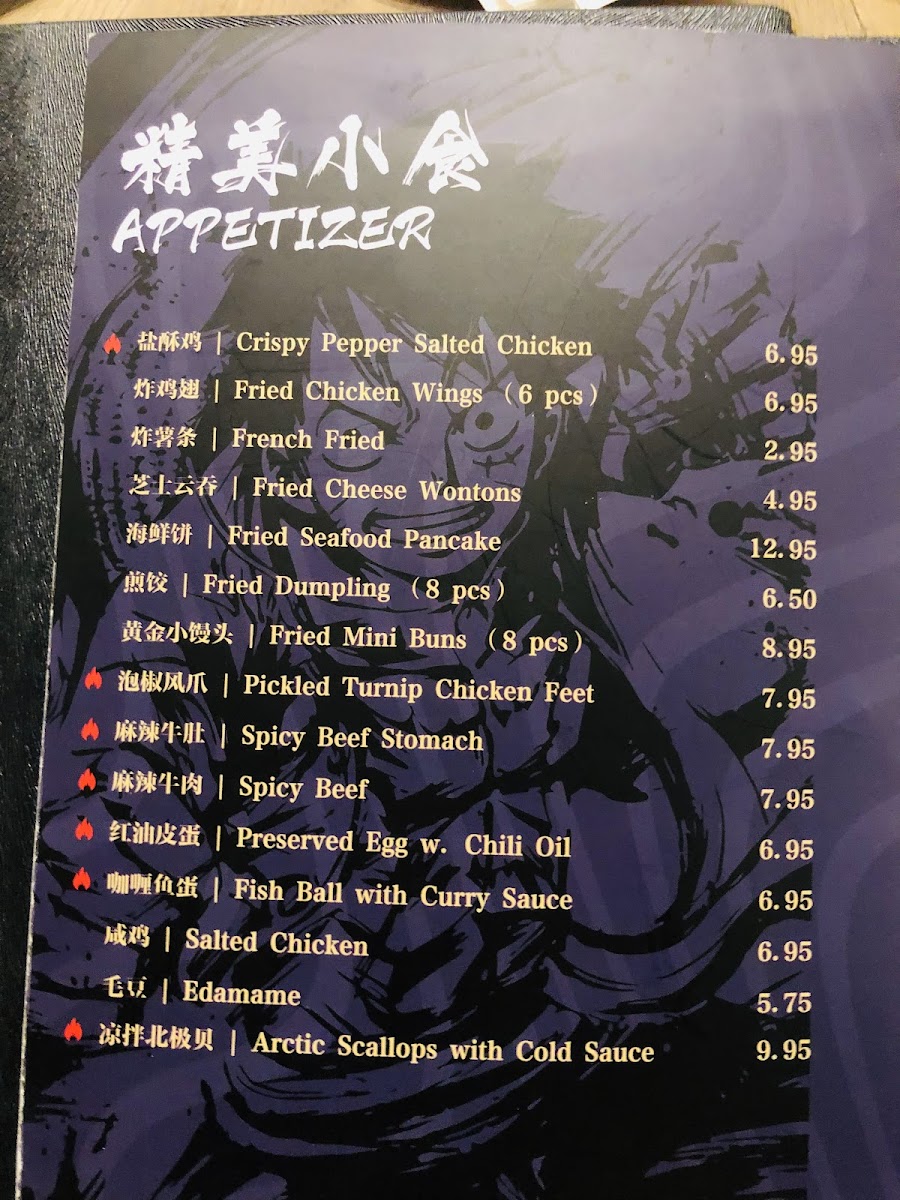 精美小食
APPETIZER
盐酥鸡 | Crispy Pepper Salted Chicken 6.95
炸鸡翅 | Fried Chicken Wings （6 pcs） 6.95
炸薯条 | French Fried 2.95
芝士云吞 | Fried Cheese Wontons 4.95
海鲜饼 | Fried Seafood Pancake 12.95
煎饺 | Fried Dumpling （8 pcs） 6.50
黄金小馒头 | Fried Mini Buns （8 pcs） 8.95
泡椒凤爪 | Pickled Turnip Chicken Feet 7.95
麻辣牛肚 | Spicy Beef Stomach 7.95
麻辣牛肉 | Spicy Beef 7.95
红油皮蛋 | Preserved Egg w. Chili Oil 6.95
咖喱鱼蛋 | Fish Ball with Curry Sauce 6.95
咸鸡 | Salted Chicken 6.95
毛豆 | Edamame 5.75
凉拌北极贝 | Arctic Scallops with Cold Sauce 9.95